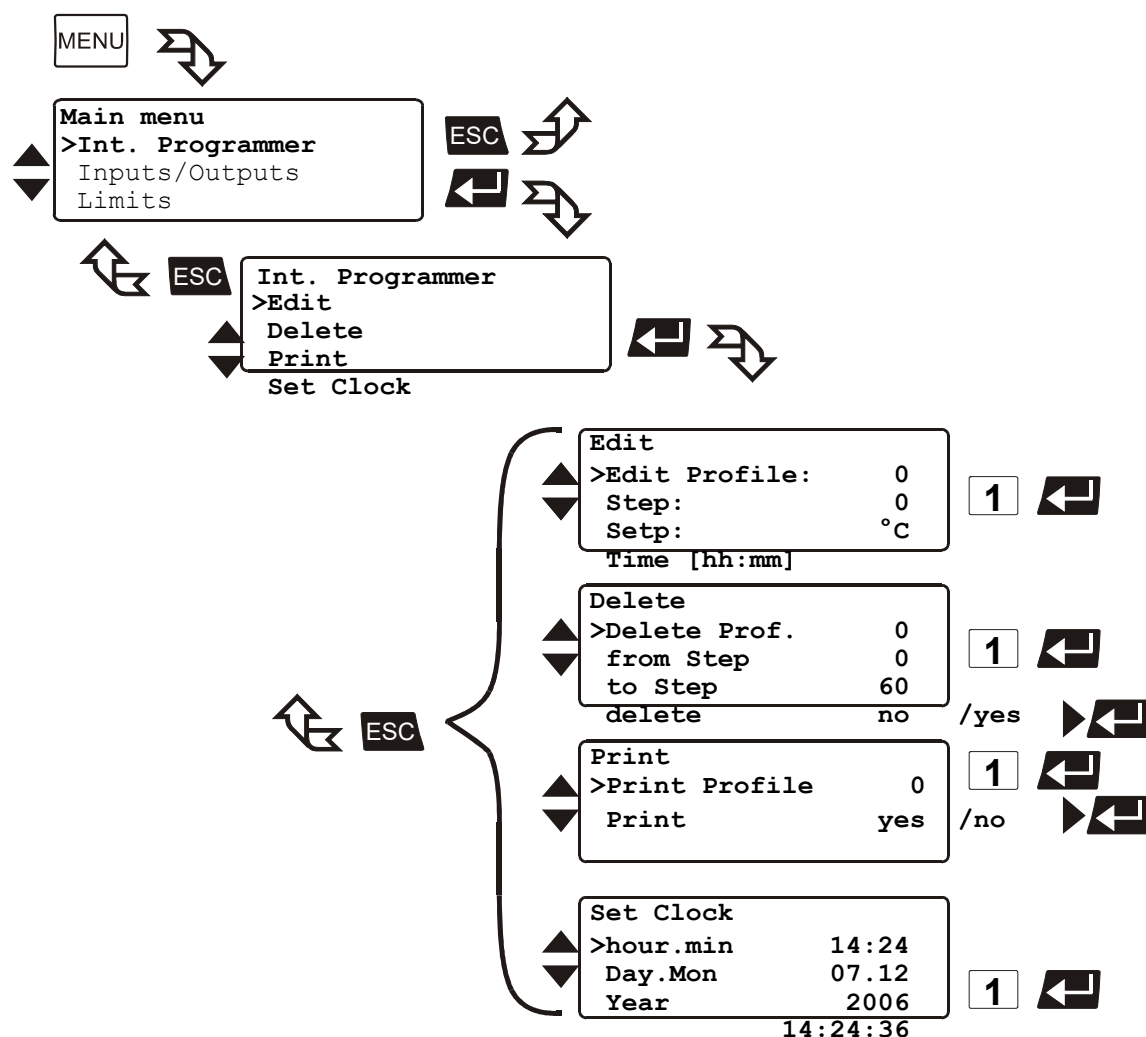 MENU
Main menu
>Int. Programmer
Inputs/Outputs
Limits
ESC
ESC
Int. Programmer
>Edit
Delete
Print
Set Clock
Edit
>Edit Profile: 0
Step: 0
Setp: °C
Time [hh:mm]
1
Delete
>Delete Prof. 0
from Step 0
to Step 60
delete no /yes
1
ESC
Print
>Print Profile 0
Print yes /no
1
Set Clock
>hour.min 14:24
Day.Mon 07.12
Year 2006
14:24:36
1